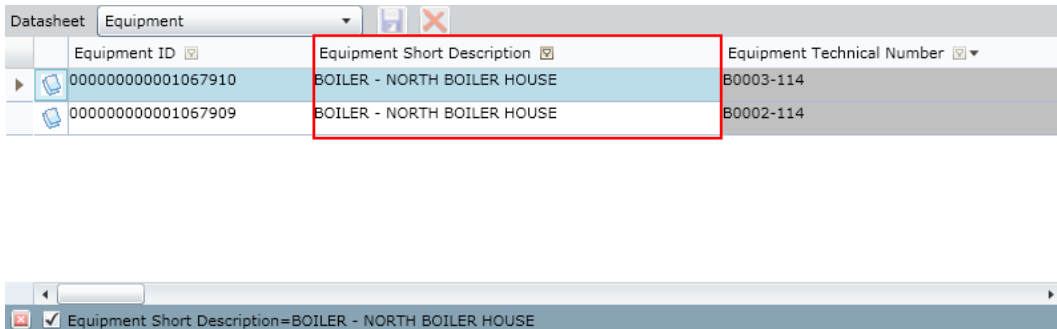 Datasheet Equipment
Equipment ID Equipment Short Description Equipment Technical Number
000000000001067910 BOILER - NORTH BOILER HOUSE B0003-114
000000000001067909 BOILER - NORTH BOILER HOUSE B0002-114
Equipment Short Description=BOILER - NORTH BOILER HOUSE